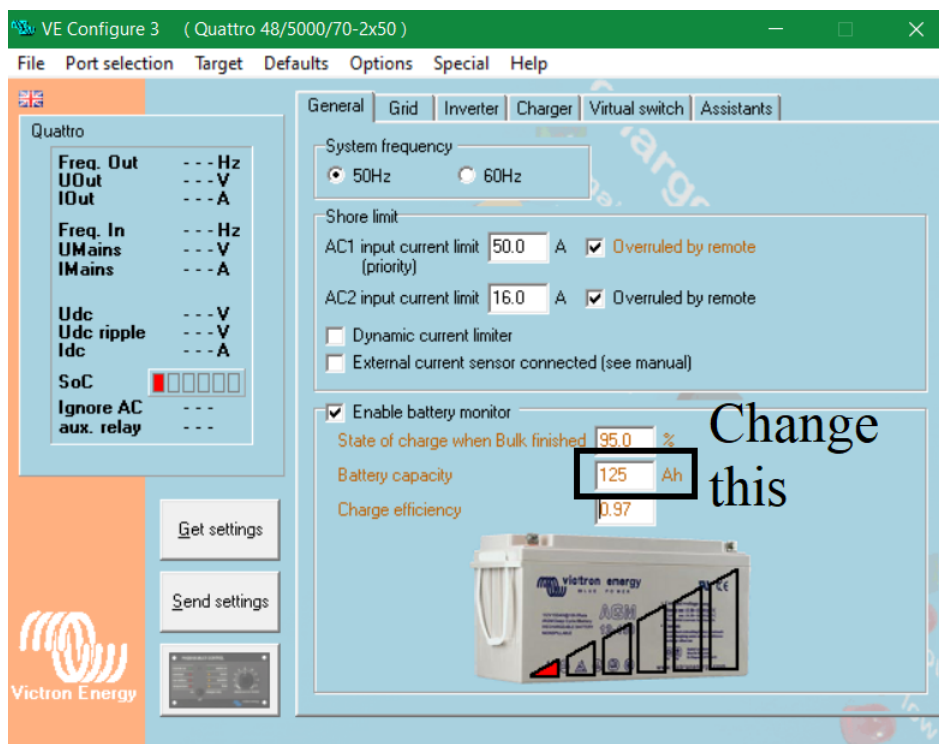 VE Configure 3 ( Quattro 48/5000/70-2x50 )
File Port selection Target Defaults Options Special Help
General Grid Inverter Charger Virtual switch Assistants
Quattro
Freq. Out - - - Hz
UOut - - - V
IOut - - - A
Freq. In - - - Hz
UMains - - - V
IMains - - - A
Udc - - - V
Udc ripple - - - V
Idc - - - A
SoC
Ignore AC - - -
aux. relay - - -
Get settings
Send settings
Victron Energy
System frequency
50Hz 60Hz
Shore limit
AC1 input current limit 50.0 A Overruled by remote
(priority)
AC2 input current limit 16.0 A Overruled by remote
Dynamic current limiter
External current sensor connected (see manual)
Enable battery monitor
State of charge when Bulk finished 95.0 %
Battery capacity 125 Ah
Charge efficiency 0.97
Change
this
victron energy
BLUE POWER
AGM